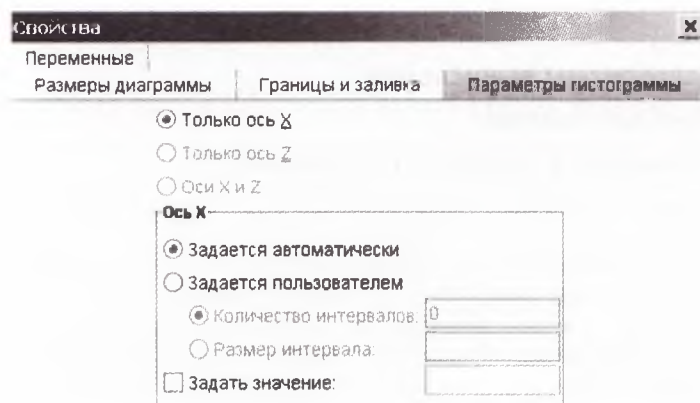 Свойства
Переменные
Размеры диаграммы Границы и заливка Параметры гистограммы
Только ось X
Только ось Z
Оси X и Z
Ось X
Задается автоматически
Задается пользователем
Количество интервалов: 0
Размер интервала:
Задать значение: